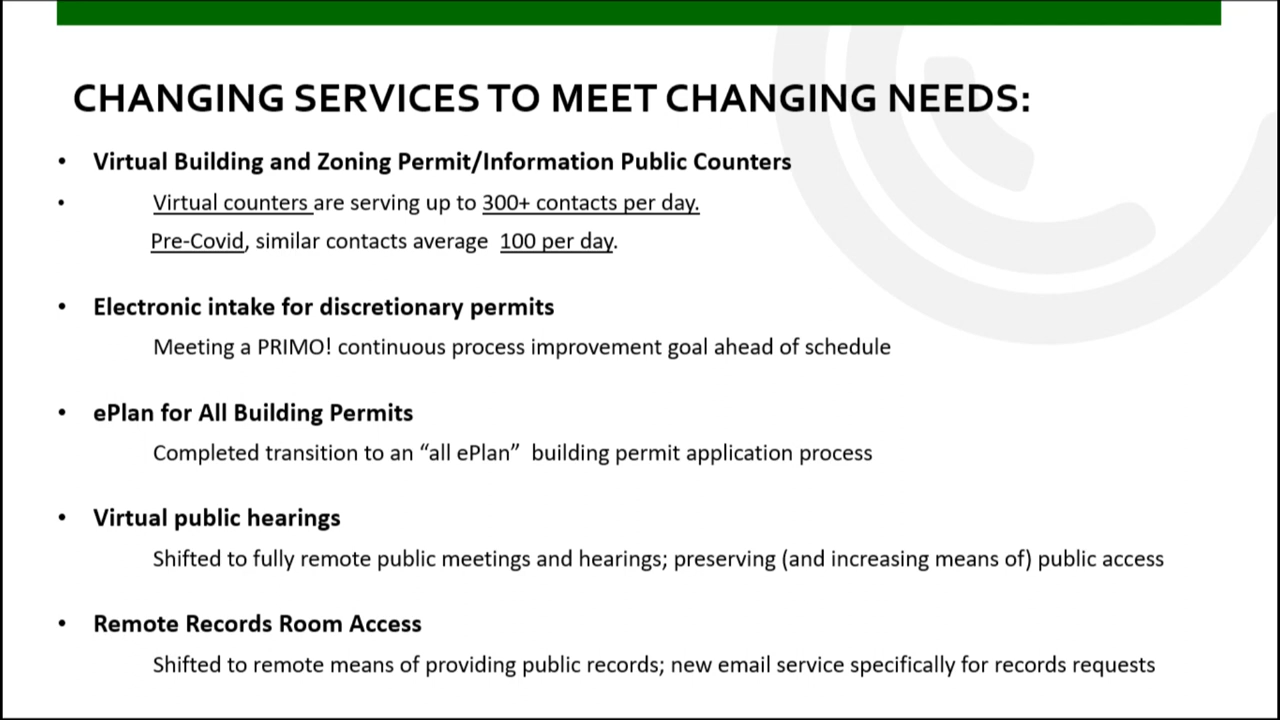 CHANGING SERVICES TO MEET CHANGING NEEDS:
• Virtual Building and Zoning Permit/Information Public Counters
• Virtual counters are serving up to 300+ contacts per day.
Pre-Covid, similar contacts average 100 per day.
• Electronic intake for discretionary permits
Meeting a PRIMO! continuous process improvement goal ahead of schedule
• ePlan for All Building Permits
Completed transition to an “all ePlan” building permit application process
• Virtual public hearings
Shifted to fully remote public meetings and hearings; preserving (and increasing means of) public access
• Remote Records Room Access
Shifted to remote means of providing public records; new email service specifically for records requests